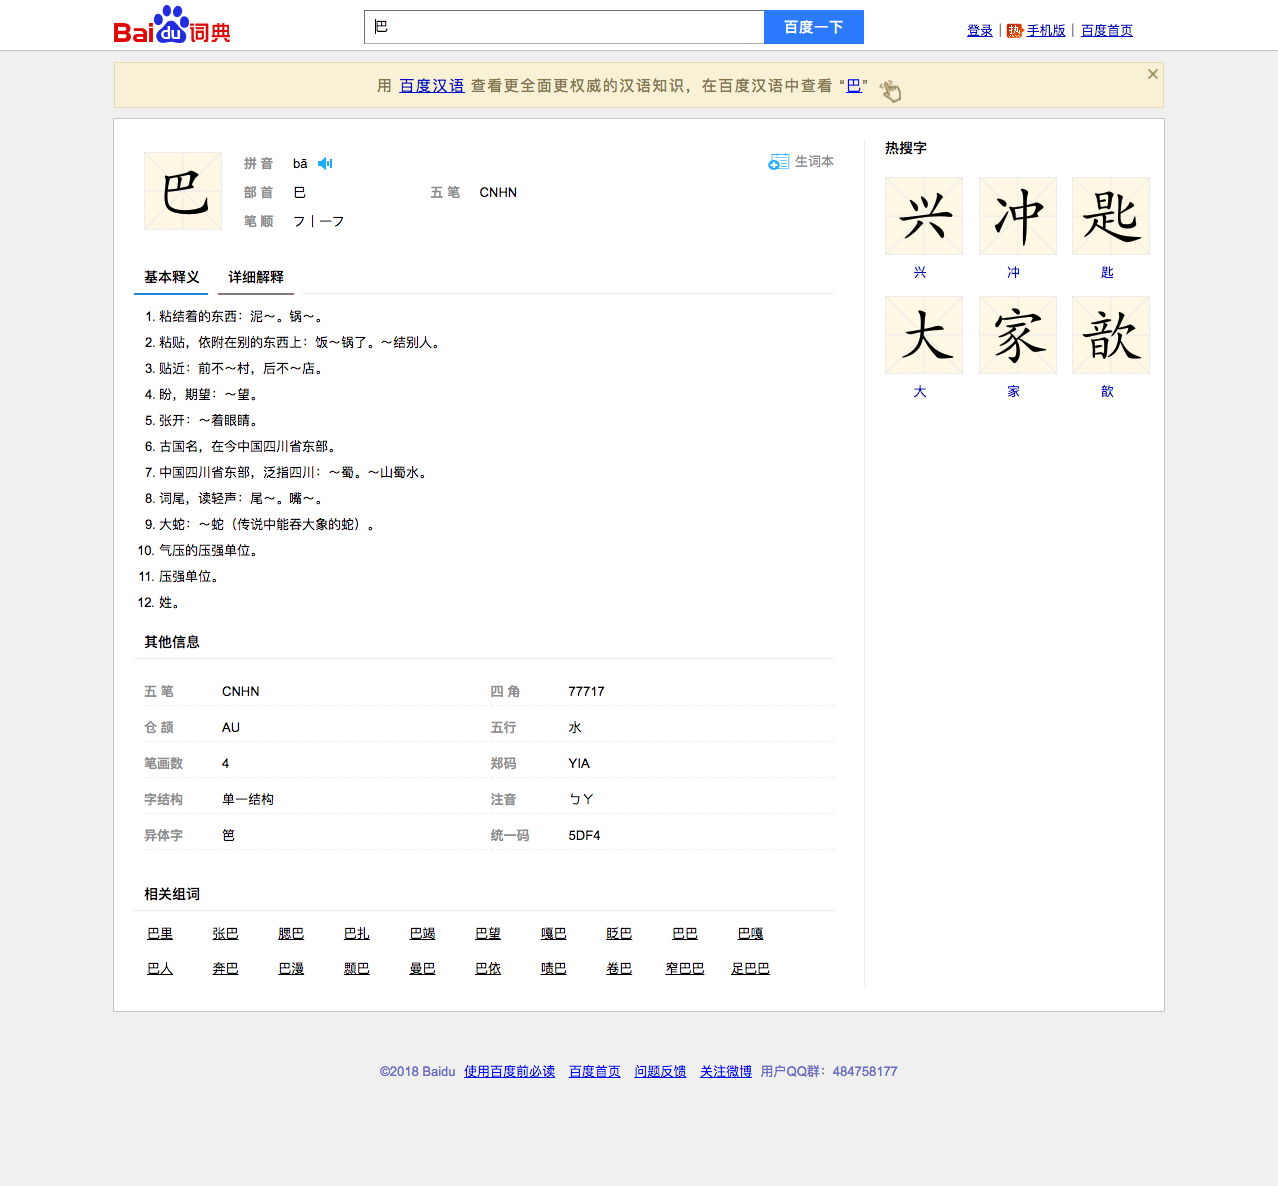 Bai du 词典
巴
百度一下
登录 | 热 手机版 | 百度首页
用 百度汉语 查看更全面更权威的汉语知识，在百度汉语中查看 “巴”
巴
拼 音 bā
生词本
部 首 巳 五 笔 CNHN
笔 顺 フ丨一フ
基本释义 详细解释
1. 粘结着的东西：泥～。锅～。
2. 粘贴，依附在别的东西上：饭～锅了。～结别人。
3. 贴近：前不～村，后不～店。
4. 盼，期望：～望。
5. 张开：～着眼睛。
6. 古国名，在今中国四川省东部。
7. 中国四川省东部，泛指四川：～蜀。～山蜀水。
8. 词尾，读轻声：尾～。嘴～。
9. 大蛇：～蛇（传说中能吞大象的蛇）。
10. 气压的压强单位。
11. 压强单位。
12. 姓。
其他信息
五 笔 CNHN 四 角 77717
仓 颉 AU 五行 水
笔画数 4 郑码 YIA
字结构 单一结构 注音 ㄅㄚ
异体字 笆 统一码 5DF4
相关组词
巴里 张巴 腮巴 巴扎 巴竭 巴望 嘎巴 眨巴 巴巴 巴嘎
巴人 奔巴 巴漫 颢巴 曼巴 巴依 啧巴 卷巴 窄巴巴 足巴巴
热搜字
兴 冲 匙
兴 冲 匙
大 家 歆
大 家 歆
©2018 Baidu 使用百度前必读 百度首页 问题反馈 关注微博 用户QQ群：484758177